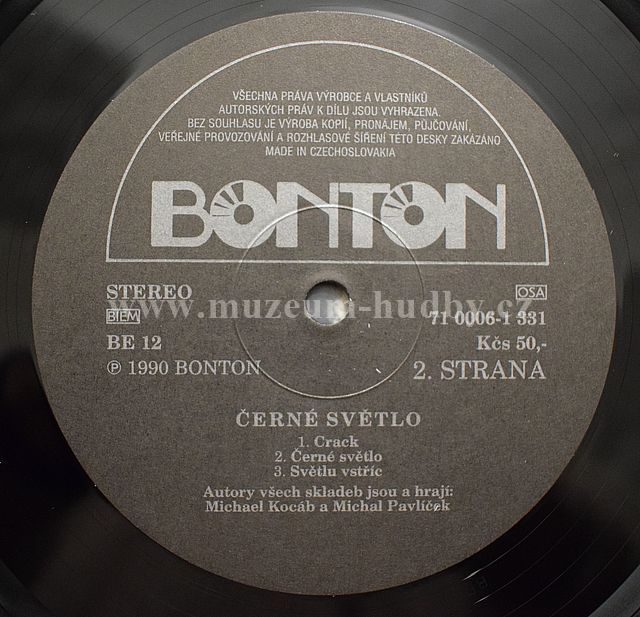 VŠECHNA PRÁVA VÝROBCE A VLASTNÍKŮ
AUTORSKÝCH PRÁV K DÍLU JSOU VYHRAZENA.
BEZ SOUHLASU JE VÝROBA KOPIÍ, PRONÁJEM, PŮJČOVÁNÍ,
VEŘEJNÉ PROVOZOVÁNÍ A ROZHLASOVÉ ŠÍŘENÍ TÉTO DESKY ZAKÁZÁNO
MADE IN CZECHOSLOVAKIA
BONTON
STEREO
OSA
www.muzeum-hudby.cz
BIEM
71 0006-1 331
BE 12
Kčs 50,-
℗ 1990 BONTON
2. STRANA
ČERNÉ SVĚTLO
1. Crack
2. Černé světlo
3. Světlu vstříc
Autory všech skladeb jsou a hrají:
Michael Kocáb a Michal Pavlíček